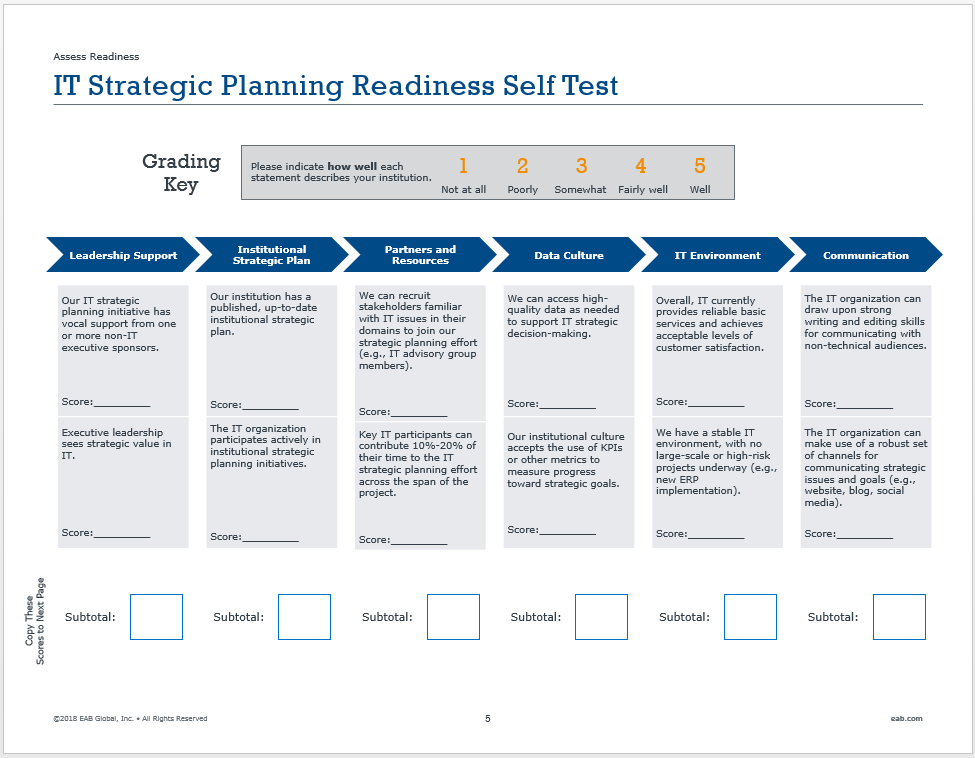 Assess Readiness
IT Strategic Planning Readiness Self Test
Grading
Key
Please indicate how well each
statement describes your institution.
1 2 3 4 5
Not at all Poorly Somewhat Fairly well Well
Leadership Support
Institutional
Strategic Plan
Partners and
Resources
Data Culture
IT Environment
Communication
Our IT strategic
planning initiative has
vocal support from one
or more non-IT
executive sponsors.
Score:__________
Our institution has a
published, up-to-date
institutional strategic
plan.
Score:__________
We can recruit
stakeholders familiar
with IT issues in their
domains to join our
strategic planning effort
(e.g., IT advisory group
members).
Score:__________
We can access high-
quality data as needed
to support IT strategic
decision-making.
Score:__________
Overall, IT currently
provides reliable basic
services and achieves
acceptable levels of
customer satisfaction.
Score:__________
The IT organization can
draw upon strong
writing and editing skills
for communicating with
non-technical audiences.
Score:__________
Executive leadership
sees strategic value in
IT.
Score:__________
The IT organization
participates actively in
institutional strategic
planning initiatives.
Score:__________
Key IT participants can
contribute 10%-20% of
their time to the IT
strategic planning effort
across the span of the
project.
Score:__________
Our institutional culture
accepts the use of KPIs
or other metrics to
measure progress
toward strategic goals.
Score:__________
We have a stable IT
environment, with no
large-scale or high-risk
projects underway (e.g.,
new ERP
implementation).
Score:__________
The IT organization can
make use of a robust set
of channels for
communicating strategic
issues and goals (e.g.,
website, blog, social
media).
Score:__________
Copy These
Scores to Next Page
Subtotal: Subtotal: Subtotal: Subtotal: Subtotal: Subtotal:
©2018 EAB Global, Inc. • All Rights Reserved
5
eab.com